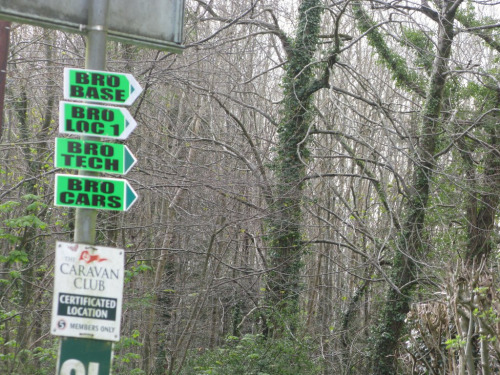 BRO
BASE
BRO
LOC 1
BRO
TECH
BRO
CARS
THE
CARAVAN
CLUB
CERTIFICATED
LOCATION
MEMBERS ONLY